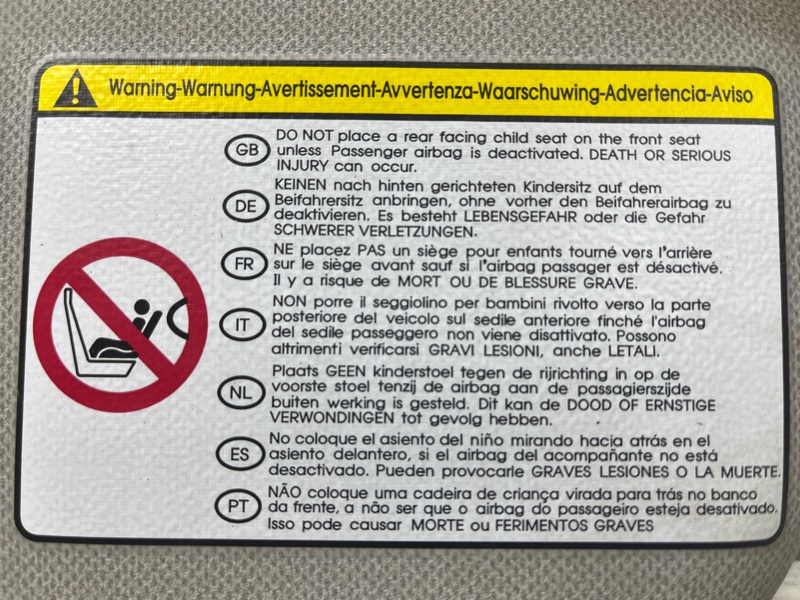 Warning-Warnung-Avertissement-Avvertenza-Waarschuwing-Advertencia-Aviso
GB
DO NOT place a rear facing child seat on the front seat
unless Passenger airbag is deactivated. DEATH OR SERIOUS
INJURY can occur.
DE
KEINEN nach hinten gerichteten Kindersitz auf dem
Beifahrersitz anbringen, ohne vorher den Beifahrerairbag zu
deaktivieren. Es besteht LEBENSGEFAHR oder die Gefahr
SCHWERER VERLETZUNGEN.
FR
NE placez PAS un siège pour enfants tourné vers l'arrière
sur le siège avant sauf si l'airbag passager est désactivé.
Il y a risque de MORT OU DE BLESSURE GRAVE.
IT
NON porre il seggiolino per bambini rivolto verso la parte
posteriore del veicolo sul sedile anteriore finché l'airbag
del sedile passeggero non viene disattivato. Possono
altrimenti verificarsi GRAVI LESIONI, anche LETALI.
NL
Plaats GEEN kinderstoel tegen de rijrichting in op de
voorste stoel tenzij de airbag aan de passagierszijde
buiten werking is gesteld. Dit kan de DOOD OF ERNSTIGE
VERWONDINGEN tot gevolg hebben.
ES
No coloque el asiento del niño mirando hacia atrás en el
asiento delantero, si el airbag del acompañante no está
desactivado. Pueden provocarle GRAVES LESIONES O LA MUERTE.
PT
NÃO coloque uma cadeira de criança virada para trás no banco
da frente, a não ser que o airbag do passageiro esteja desativado.
Isso pode causar MORTE ou FERIMENTOS GRAVES